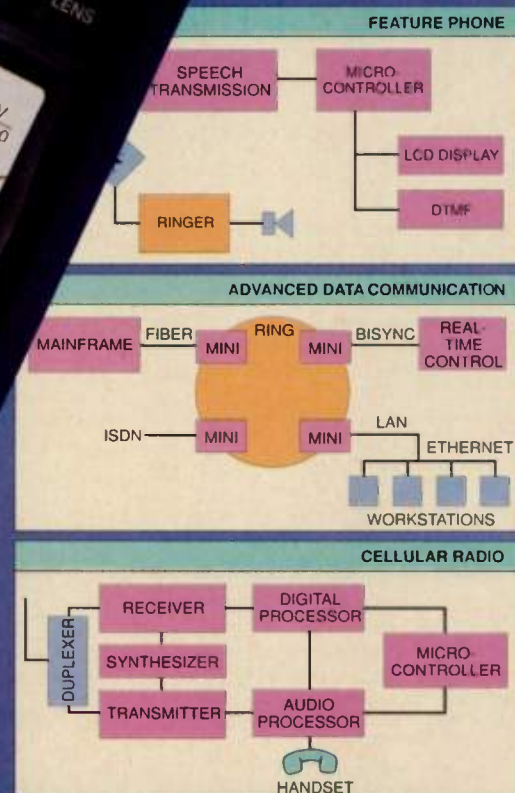 LENS
FEATURE PHONE
SPEECH
TRANSMISSION
MICRO-
CONTROLLER
LCD DISPLAY
DTMF
RINGER
ADVANCED DATA COMMUNICATION
MAINFRAME
FIBER
MINI
RING
MINI
BISYNC
REAL-
TIME
CONTROL
ISDN
MINI
MINI
LAN
ETHERNET
WORKSTATIONS
CELLULAR RADIO
DUPLEXER
RECEIVER
SYNTHESIZER
TRANSMITTER
DIGITAL
PROCESSOR
AUDIO
PROCESSOR
MICRO-
CONTROLLER
HANDSET